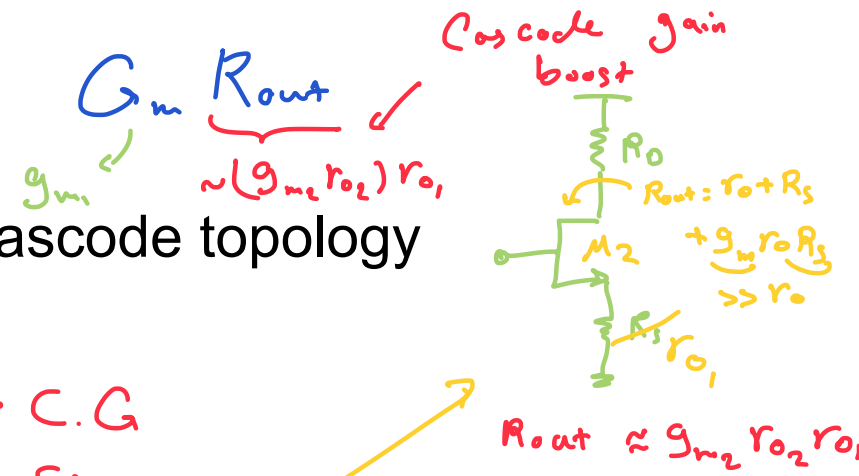 Cascode gain
boost
Gm Rout
gm1
~(gm2 ro2) ro1
RD
Rout = ro + Rs
+ gm ro Rs
>> ro
M2
Rs
ro1
ascode topology
C.G
Rout ≈ gm2 ro2 ro1